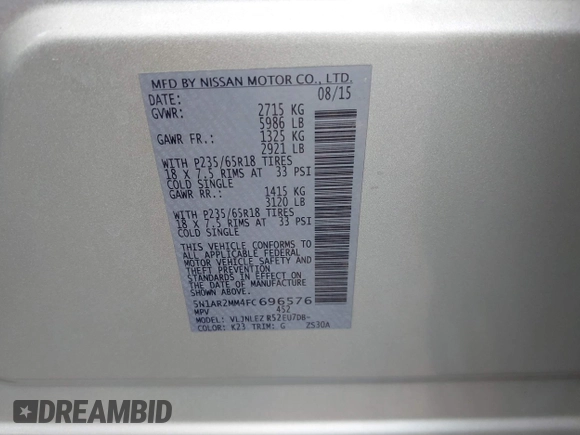 MFD BY NISSAN MOTOR CO., LTD.
DATE: 08/15
GVWR: 2715 KG
5986 LB
GAWR FR.: 1325 KG
2921 LB
WITH P235/65R18 TIRES
18 X 7.5 RIMS AT 33 PSI
COLD SINGLE
GAWR RR.: 1415 KG
3120 LB
WITH P235/65R18 TIRES
18 X 7.5 RIMS AT 33 PSI
COLD SINGLE
THIS VEHICLE CONFORMS TO
ALL APPLICABLE FEDERAL
MOTOR VEHICLE SAFETY AND
THEFT PREVENTION
STANDARDS IN EFFECT ON
THE DATE OF MANUFACTURE
SHOWN ABOVE.
5N1AR2MM4FC696576
MPV 452
MODEL: VLJNLEZ R52EU7DB-
COLOR: K23 TRIM: G 2S30A
DREAMBID